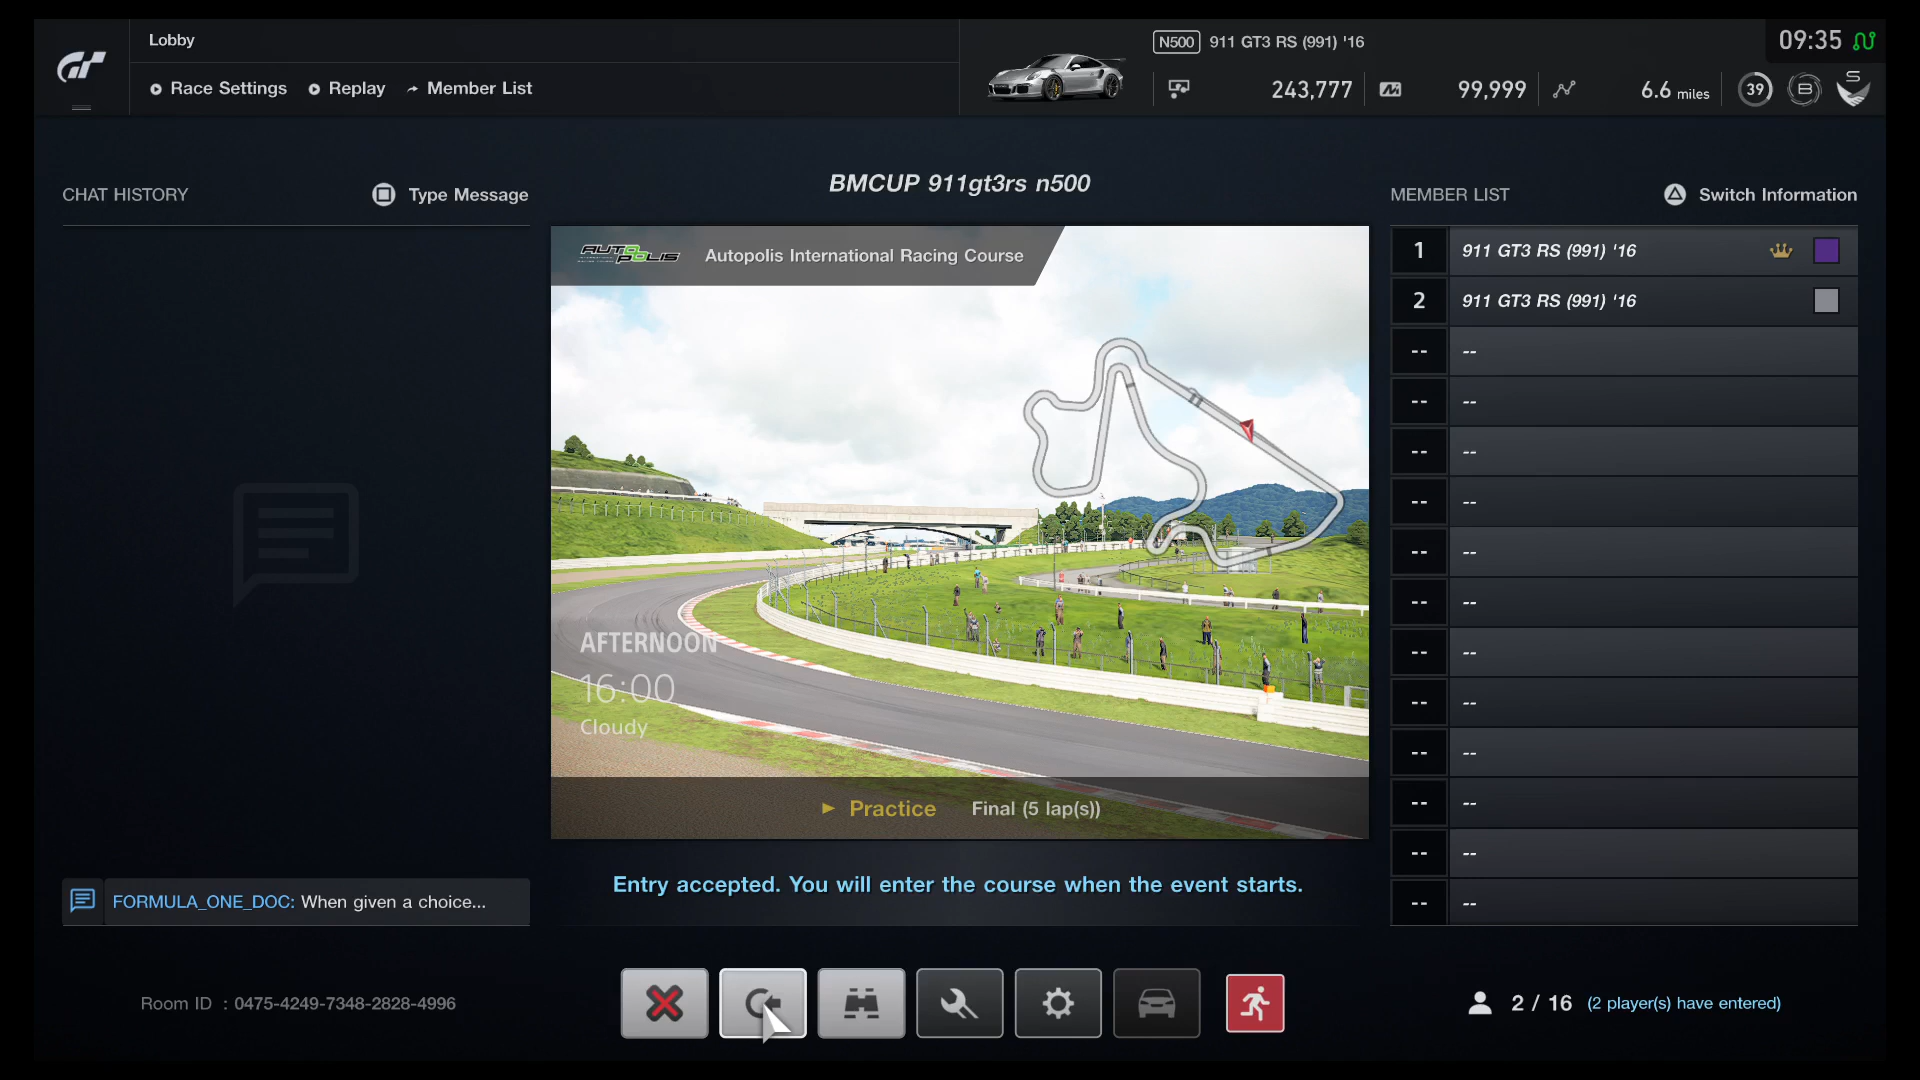 Lobby
Race Settings Replay Member List
N500 911 GT3 RS (991) '16
243,777 99,999 6.6 miles 39 B S
09:35
CHAT HISTORY Type Message
BMCUP 911gt3rs n500
MEMBER LIST Switch Information
AUTOPOLIS Autopolis International Racing Course
1 911 GT3 RS (991) '16
2 911 GT3 RS (991) '16
-- --
-- --
-- --
-- --
-- --
-- --
-- --
-- --
-- --
-- --
-- --
-- --
AFTERNOON
16:00
Cloudy
Practice Final (5 lap(s))
Entry accepted. You will enter the course when the event starts.
FORMULA_ONE_DOC: When given a choice...
Room ID : 0475-4249-7348-2828-4996
2 / 16 (2 player(s) have entered)